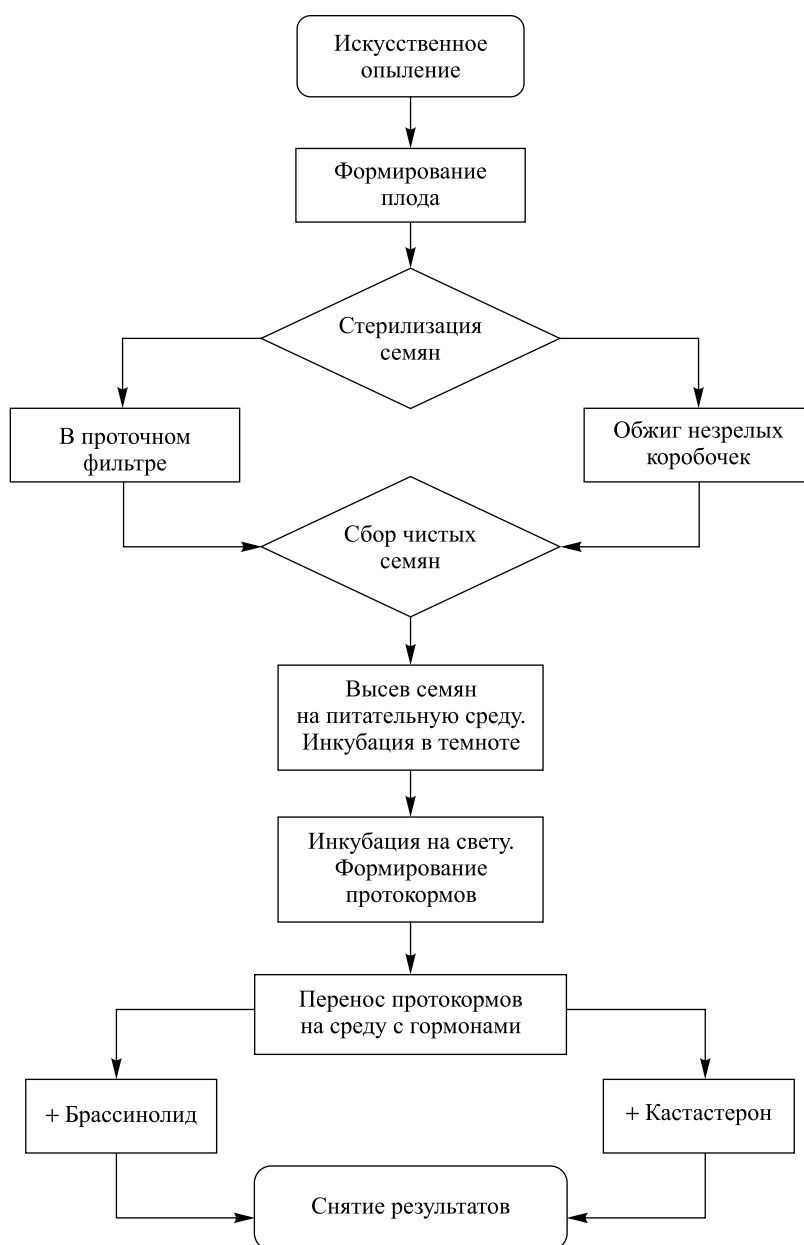 Искусственное
опыление
Формирование
плода
Стерилизация
семян
В проточном
фильтре
Обжиг незрелых
коробочек
Сбор чистых
семян
Высев семян
на питательную среду.
Инкубация в темноте
Инкубация на свету.
Формирование
протокормов
Перенос протокормов
на среду с гормонами
+ Брассинолид
+ Кастастерон
Снятие результатов